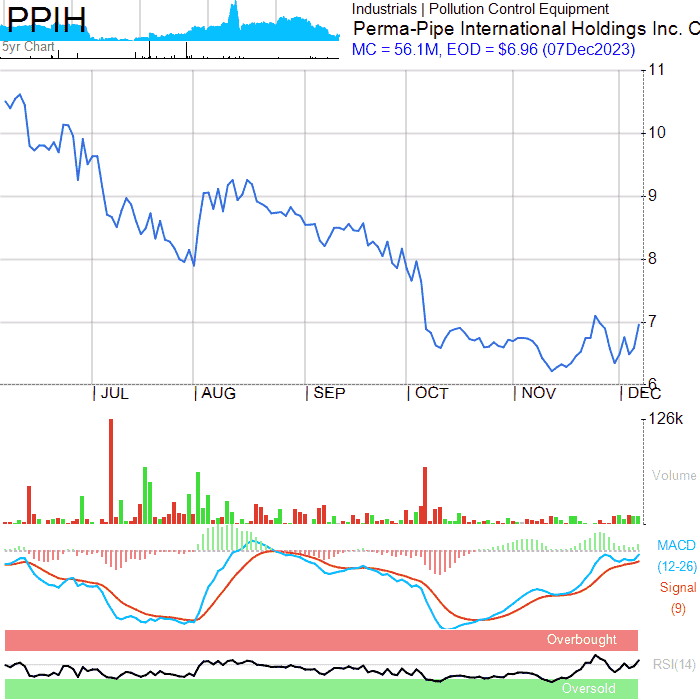 PPIH
5yr Chart
Industrials | Pollution Control Equipment
Perma-Pipe International Holdings Inc. C
MC = 56.1M, EOD = $6.96 (07Dec2023)
11
10
9
8
7
6
JUL AUG SEP OCT NOV DEC
126k
Volume
MACD
(12-26)
Signal
(9)
Overbought
RSI(14)
Oversold